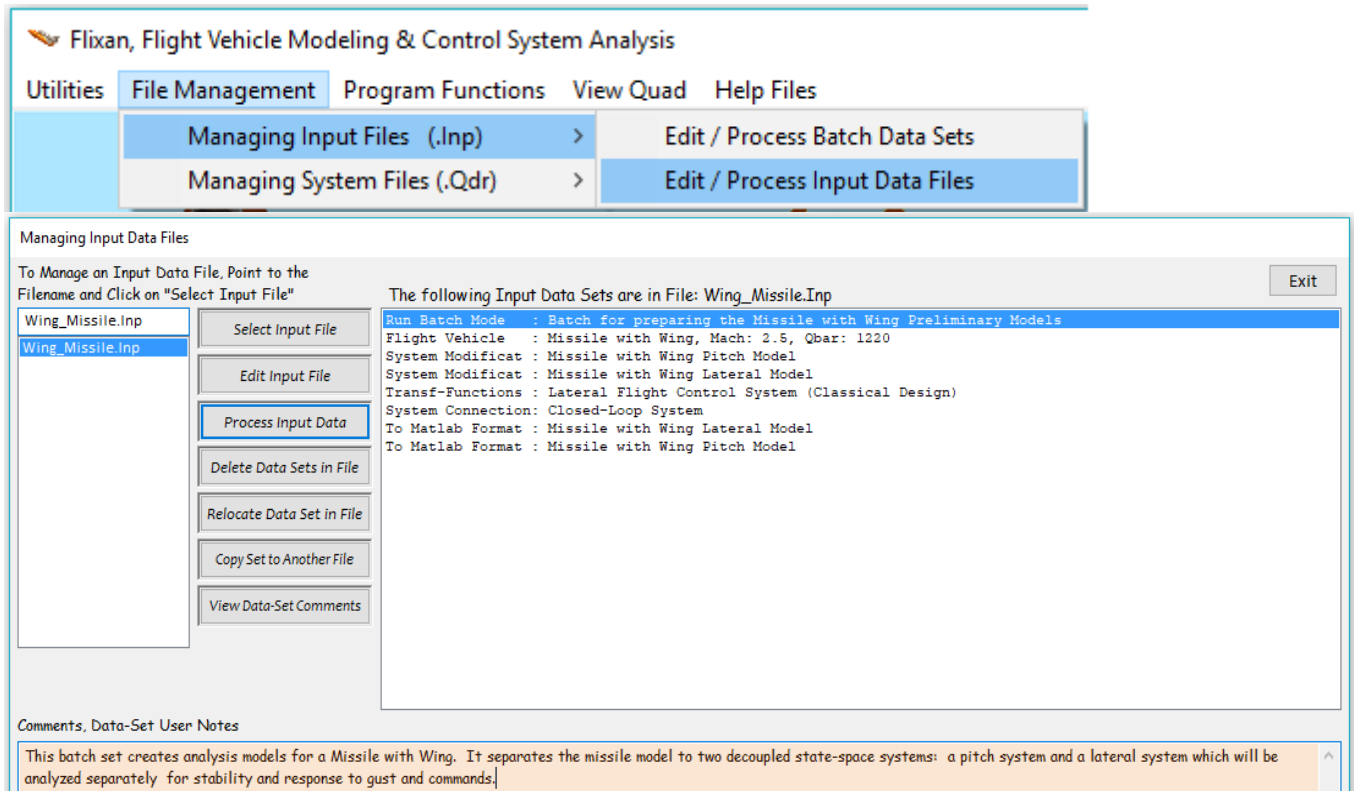 Flixan, Flight Vehicle Modeling & Control System Analysis
Utilities File Management Program Functions View Quad Help Files
Managing Input Files (.Inp) > Edit / Process Batch Data Sets
Managing System Files (.Qdr) > Edit / Process Input Data Files
Managing Input Data Files
To Manage an Input Data File, Point to the
Filename and Click on "Select Input File"
The following Input Data Sets are in File: Wing_Missile.Inp
Exit
Wing_Missile.Inp
Wing_Missile.Inp
Select Input File
Edit Input File
Process Input Data
Delete Data Sets in File
Relocate Data Set in File
Copy Set to Another File
View Data-Set Comments
Run Batch Mode : Batch for preparing the Missile with Wing Preliminary Models
Flight Vehicle : Missile with Wing, Mach: 2.5, Qbar: 1220
System Modificat : Missile with Wing Pitch Model
System Modificat : Missile with Wing Lateral Model
Transf-Functions : Lateral Flight Control System (Classical Design)
System Connection: Closed-Loop System
To Matlab Format : Missile with Wing Lateral Model
To Matlab Format : Missile with Wing Pitch Model
Comments, Data-Set User Notes
This batch set creates analysis models for a Missile with Wing. It separates the missile model to two decoupled state-space systems: a pitch system and a lateral system which will be
analyzed separately for stability and response to gust and commands.